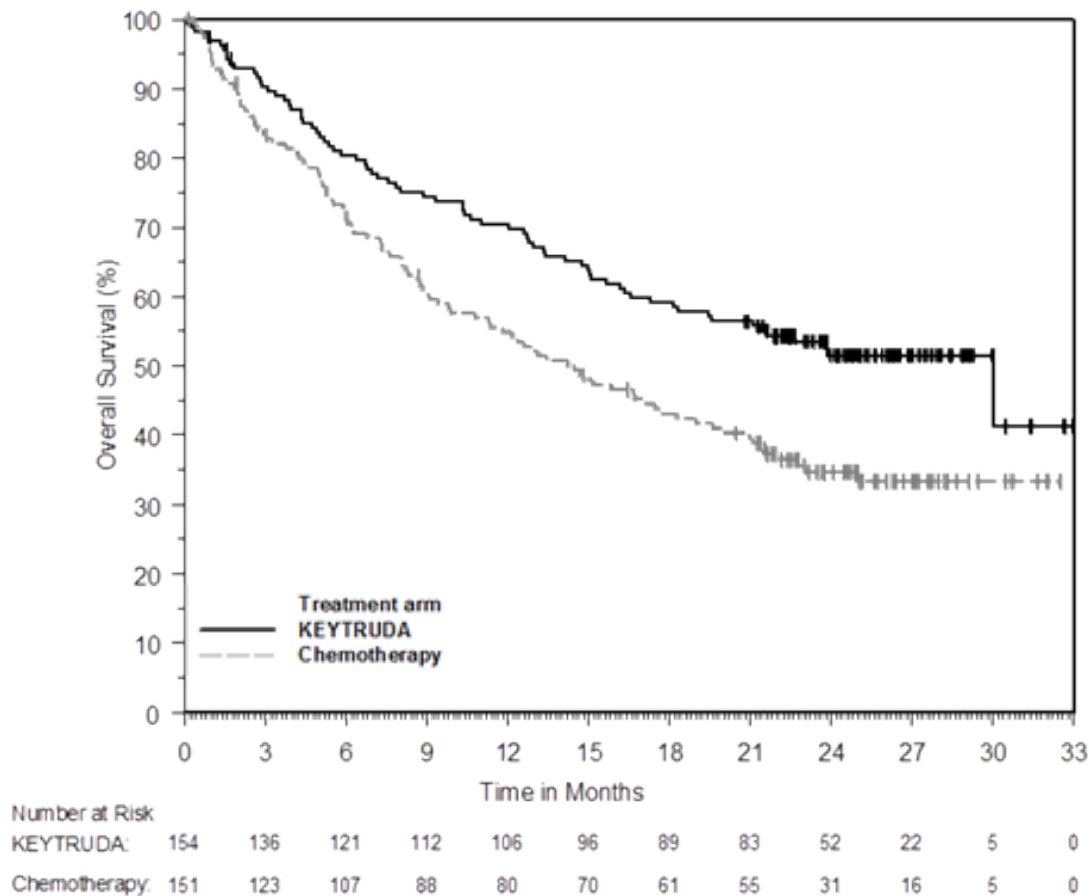 100
90
80
70
60
50
40
30
20
10
0
Overall Survival (%)
Treatment arm
KEYTRUDA
Chemotherapy
0 3 6 9 12 15 18 21 24 27 30 33
Time in Months
Number at Risk
KEYTRUDA: 154 136 121 112 106 96 89 83 52 22 5 0
Chemotherapy: 151 123 107 88 80 70 61 55 31 16 5 0